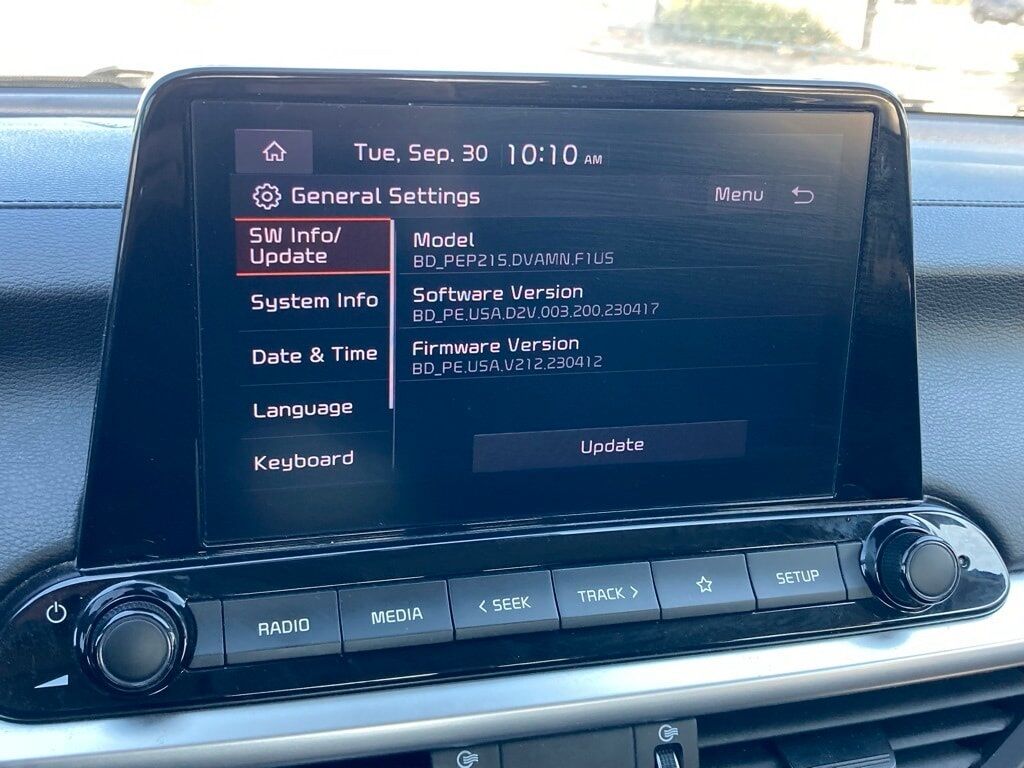 Tue, Sep. 30 10:10 AM
General Settings
Menu
SW Info/
Update
System Info
Date & Time
Language
Keyboard
Model
BD_PEP21S.DVAMN.F1US
Software Version
BD_PE.USA.D2V.003.200.230417
Firmware Version
BD_PE.USA.V212.230412
Update
RADIO
MEDIA
< SEEK
TRACK >
SETUP